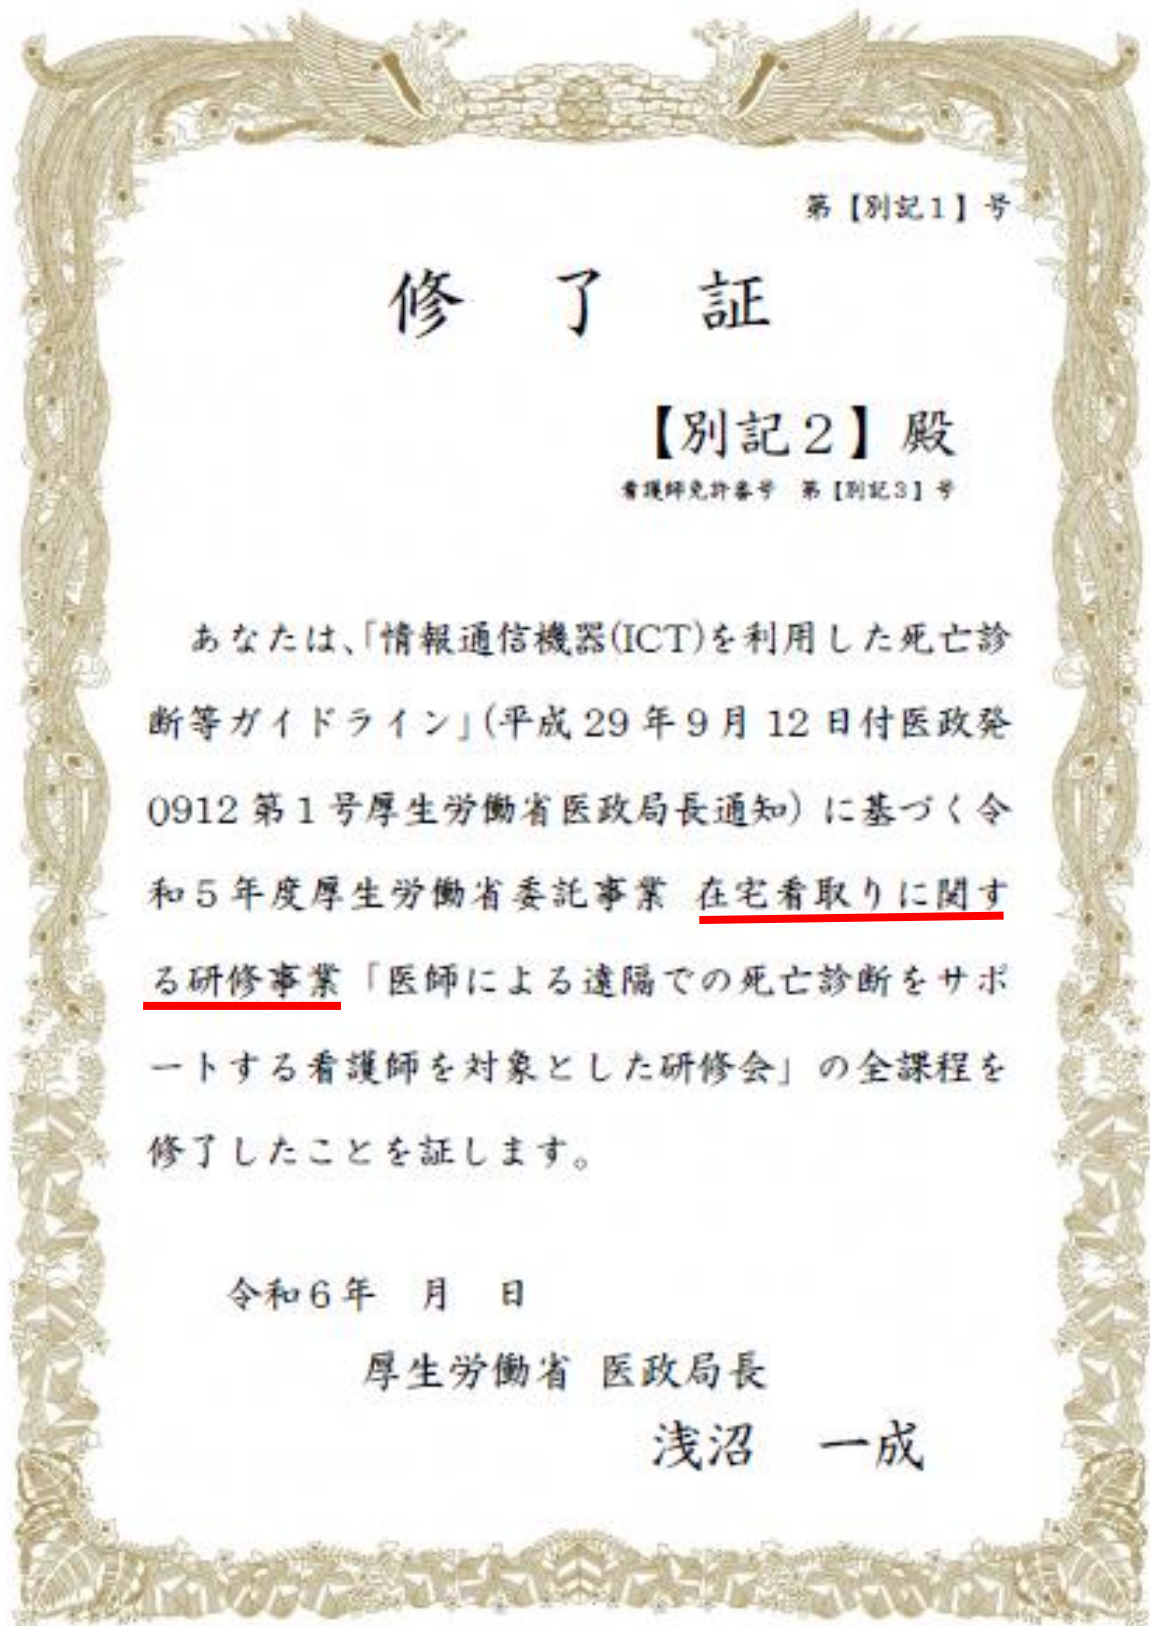 第【別記1】号
修 了 証
【別記2】殿
看護師免許番号 第【別記3】号
あなたは、「情報通信機器(ICT)を利用した死亡診
断等ガイドライン」(平成29年9月12日付医政発
0912第1号厚生労働省医政局長通知)に基づく令
和5年度厚生労働省委託事業 在宅看取りに関す
る研修事業「医師による遠隔での死亡診断をサポ
ートする看護師を対象とした研修会」の全課程を
修了したことを証します。
令和6年 月 日
厚生労働省 医政局長
浅沼 一成